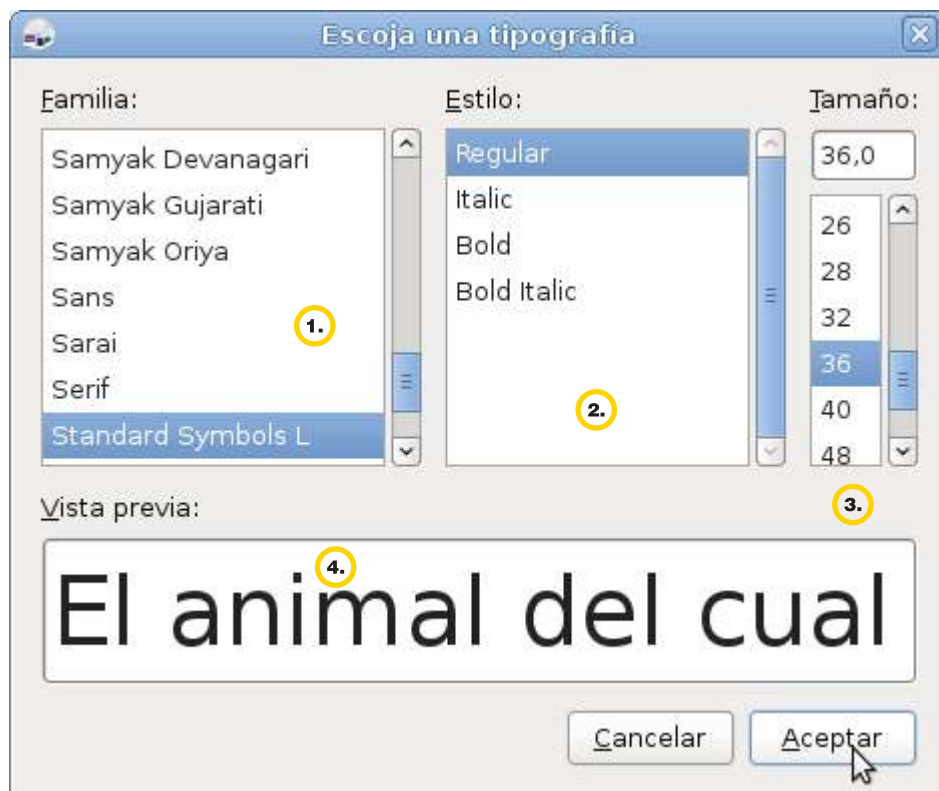 Escoja una tipografía
Familia:
Samyak Devanagari
Samyak Gujarati
Samyak Oriya
Sans
Sarai
Serif
Standard Symbols L
1.
Estilo:
Regular
Italic
Bold
Bold Italic
2.
Tamaño:
36,0
26
28
32
36
40
48
3.
Vista previa:
4.
El animal del cual
Cancelar
Aceptar